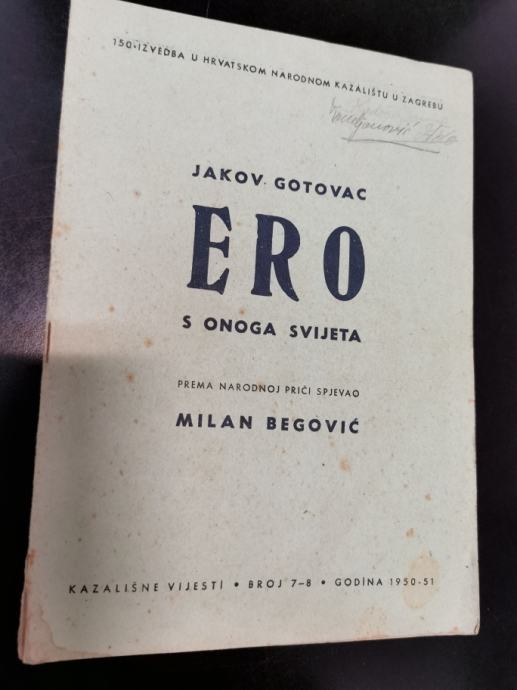 150-IZVEDBA U HRVATSKOM NARODNOM KAZALIŠTU U ZAGREBU
JAKOV GOTOVAC
ERO
S ONOGA SVIJETA
PREMA NARODNOJ PRIČI SPJEVAO
MILAN BEGOVIĆ
KAZALIŠNE VIJESTI • BROJ 7-8 • GODINA 1950-51